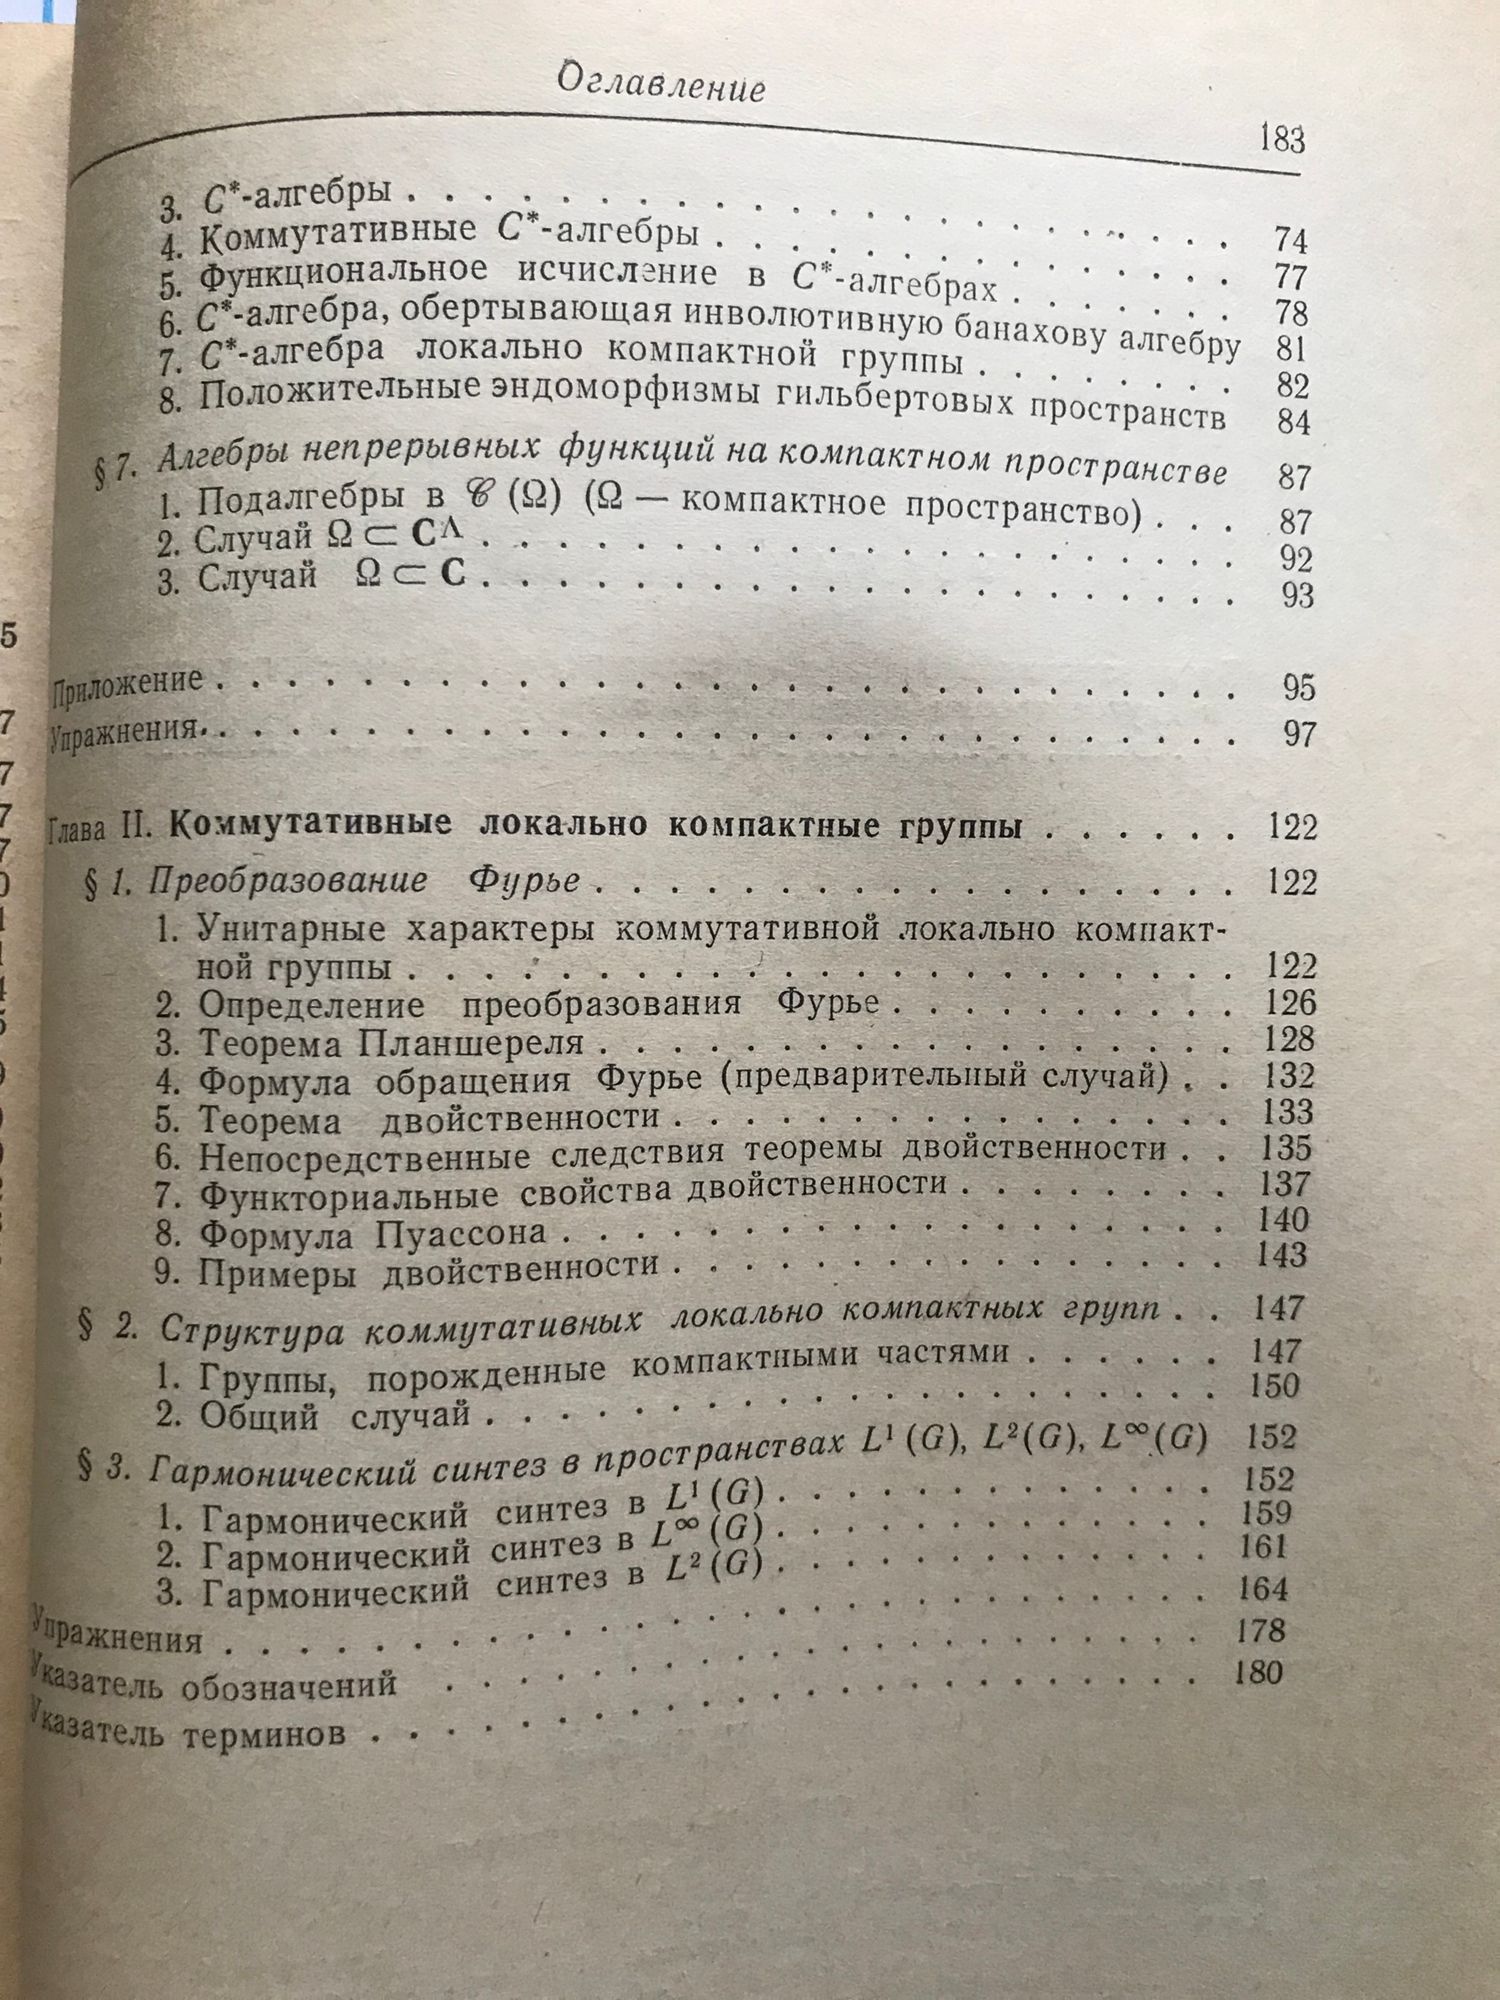 Оглавление
183
3. C*-алгебры . . . . . . . . . . . . . . . . . . . . 74
4. Коммутативные C*-алгебры . . . . . . . . . . . . . 77
5. Функциональное исчисление в C*-алгебрах . . . . . . 78
6. C*-алгебра, обертывающая инволютивную банахову алгебру 81
7. C*-алгебра локально компактной группы . . . . . . . . 82
8. Положительные эндоморфизмы гильбертовых пространств 84
§ 7. Алгебры непрерывных функций на компактном пространстве 87
1. Подалгебры в 𝒞 (Ω) (Ω — компактное пространство) . . . 87
2. Случай Ω ⊂ C^Λ . . . . . . . . . . . . . . . . . . . 92
3. Случай Ω ⊂ C . . . . . . . . . . . . . . . . . . . 93
Приложение . . . . . . . . . . . . . . . . . . . . . . . . 95
Упражнения . . . . . . . . . . . . . . . . . . . . . . . . 97
Глава II. Коммутативные локально компактные группы . . . . . . 122
§ 1. Преобразование Фурье . . . . . . . . . . . . . . . . . 122
1. Унитарные характеры коммутативной локально компакт-
ной группы . . . . . . . . . . . . . . . . . . . . . 122
2. Определение преобразования Фурье . . . . . . . . . . 126
3. Теорема Планшереля . . . . . . . . . . . . . . . . . 128
4. Формула обращения Фурье (предварительный случай) . . 132
5. Теорема двойственности . . . . . . . . . . . . . . . 133
6. Непосредственные следствия теоремы двойственности . . 135
7. Функториальные свойства двойственности . . . . . . . . 137
8. Формула Пуассона . . . . . . . . . . . . . . . . . . 140
9. Примеры двойственности . . . . . . . . . . . . . . . 143
§ 2. Структура коммутативных локально компактных групп . . 147
1. Группы, порожденные компактными частями . . . . . . 147
2. Общий случай . . . . . . . . . . . . . . . . . . . . 150
§ 3. Гармонический синтез в пространствах L¹ (G), L²(G), L∞(G) 152
1. Гармонический синтез в L¹ (G) . . . . . . . . . . . . 152
2. Гармонический синтез в L∞ (G) . . . . . . . . . . . . 159
3. Гармонический синтез в L² (G) . . . . . . . . . . . . 161
Упражнения . . . . . . . . . . . . . . . . . . . . . . . . 164
Указатель обозначений . . . . . . . . . . . . . . . . . . . 178
Указатель терминов . . . . . . . . . . . . . . . . . . . . 180